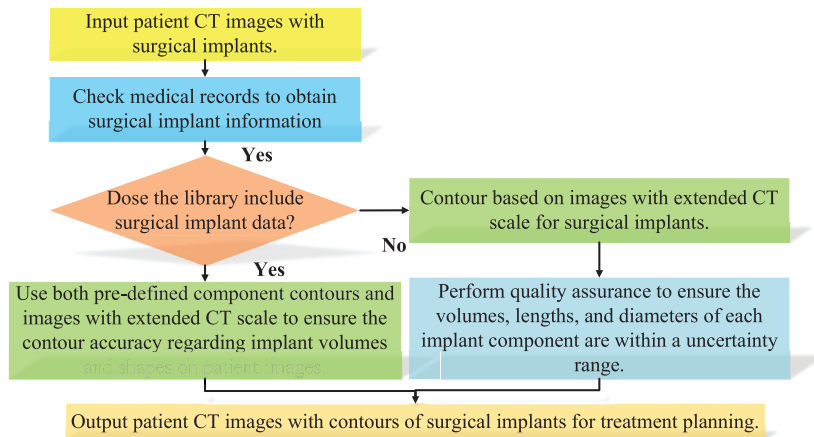 Input patient CT images with
surgical implants.
Check medical records to obtain
surgical implant information
Yes
Dose the library include
surgical implant data?
No
Yes
Contour based on images with extended CT
scale for surgical implants.
Use both pre-defined component contours and
images with extended CT scale to ensure the
contour accuracy regarding implant volumes
and shapes on patient images.
Perform quality assurance to ensure the
volumes, lengths, and diameters of each
implant component are within a uncertainty
range.
Output patient CT images with contours of surgical implants for treatment planning.